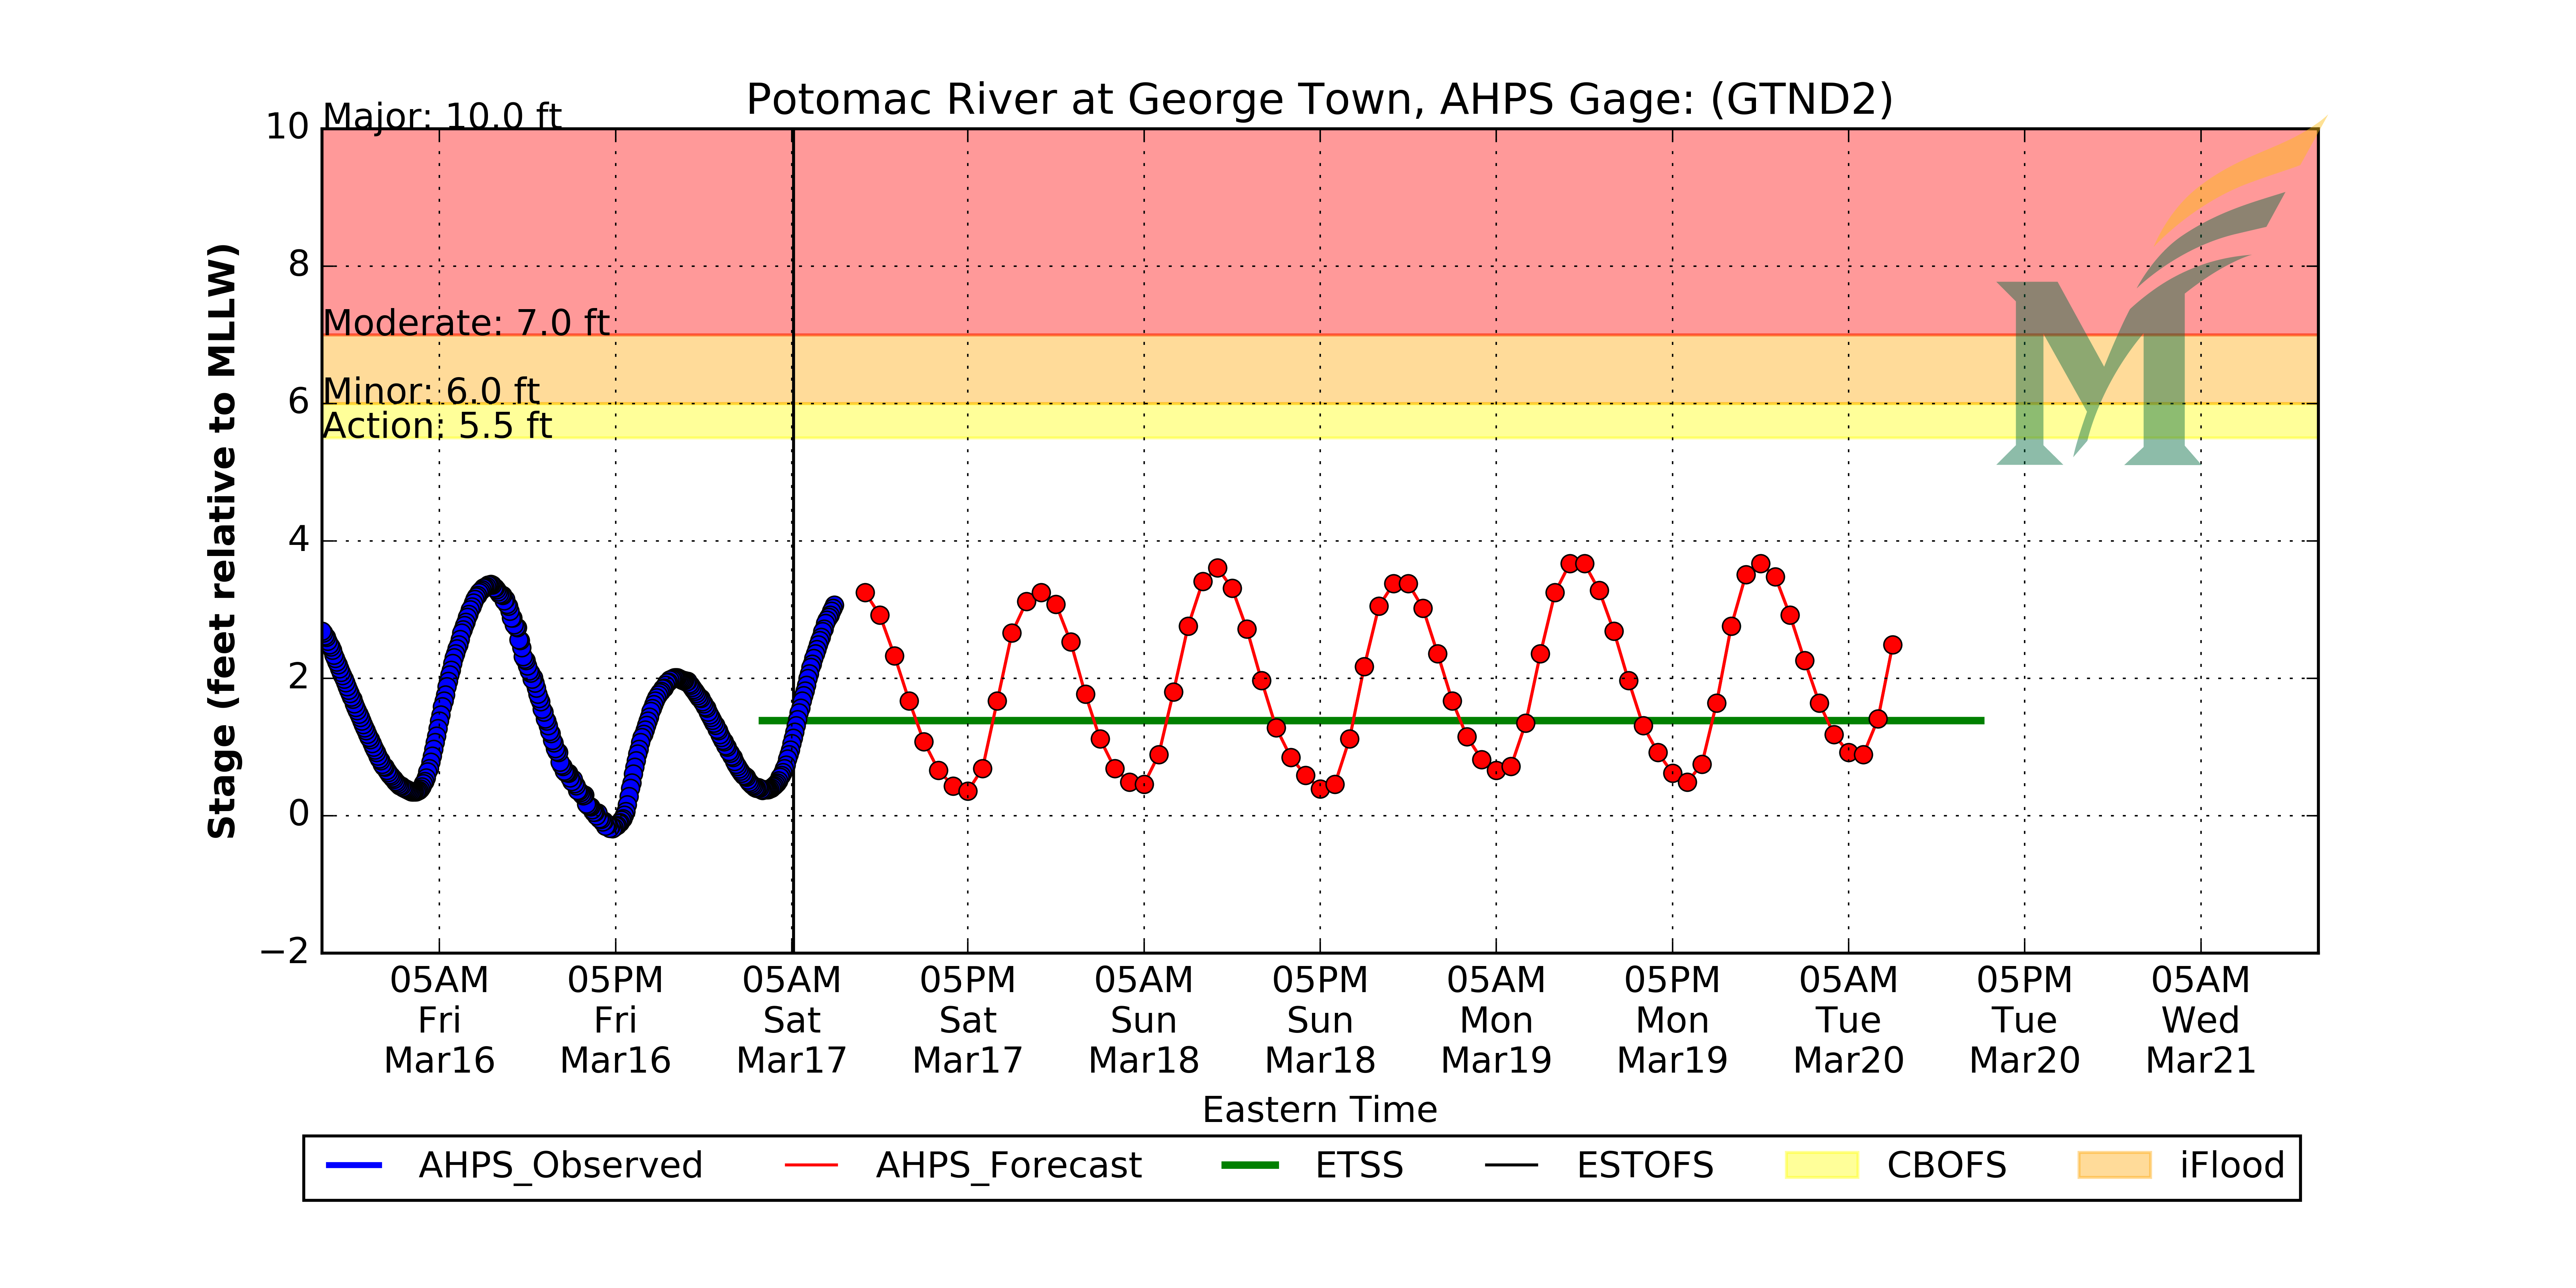 Potomac River at George Town, AHPS Gage: (GTND2)
Major: 10.0 ft
Moderate: 7.0 ft
Minor: 6.0 ft
Action: 5.5 ft
Stage (feet relative to MLLW)
10
8
6
4
2
0
−2
05AM 05PM 05AM 05PM 05AM 05PM 05AM 05PM 05AM 05PM 05AM
Fri Fri Sat Sat Sun Sun Mon Mon Tue Tue Wed
Mar16 Mar16 Mar17 Mar17 Mar18 Mar18 Mar19 Mar19 Mar20 Mar20 Mar21
Eastern Time
AHPS_Observed AHPS_Forecast ETSS ESTOFS CBOFS iFlood